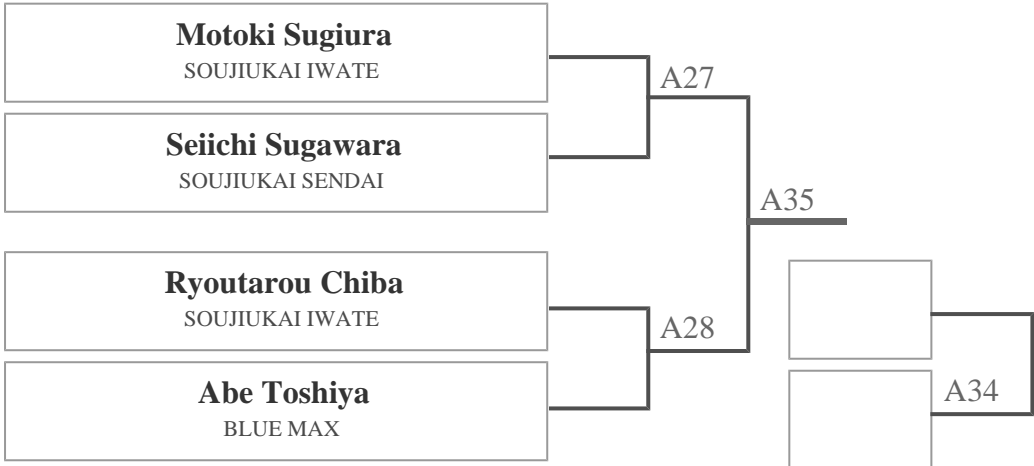 Motoki Sugiura
SOUJIUKAI IWATE
A27
Seiichi Sugawara
SOUJIUKAI SENDAI
A35
Ryoutarou Chiba
SOUJIUKAI IWATE
A28
Abe Toshiya
BLUE MAX
A34